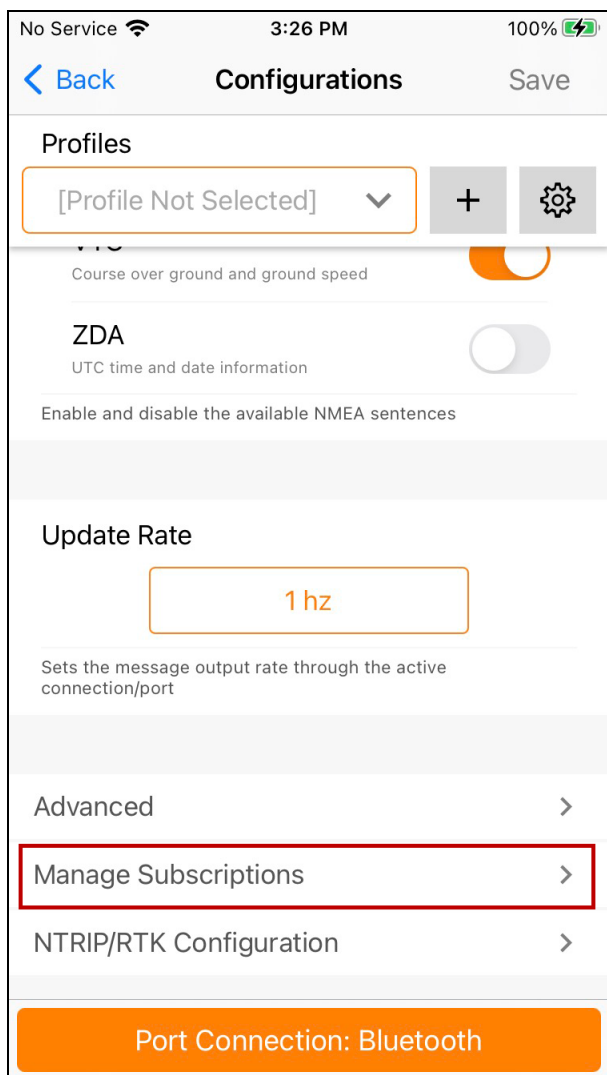 No Service 3:26 PM 100%
Back Configurations Save
Profiles
[Profile Not Selected] +
Course over ground and ground speed
ZDA
UTC time and date information
Enable and disable the available NMEA sentences
Update Rate
1 hz
Sets the message output rate through the active
connection/port
Advanced
Manage Subscriptions
NTRIP/RTK Configuration
Port Connection: Bluetooth